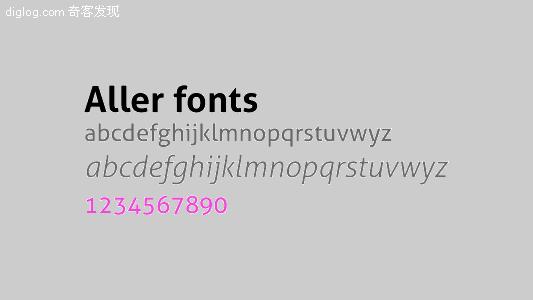 diglog.com 奇客发现
Aller fonts
abcdefghijklmnopqrstuvwyz
abcdefghijklmnopqrstuvwyz
1234567890